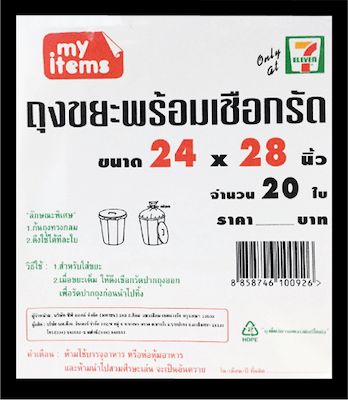 my items
Only At
7 ELEVEN
ถุงขยะพร้อมเชือกรัด
ขนาด 24 x 28 นิ้ว
จำนวน 20 ใบ
ราคา ___ บาท
"ลักษณะพิเศษ"
1.ก้นถุงทรงกลม
2.ดึงใช้ได้ทีละใบ
วิธีใช้ : 1.สำหรับใส่ขยะ
2.เมื่อขยะเต็ม ให้ดึงเชือกรัดปากถุงออก
เพื่อรัดปากถุงก่อนนำไปทิ้ง
8 858746 100926 >
2
HDPE
คำเตือน : ห้ามใช้บรรจุอาหาร หรือห่อหุ้มอาหาร
และห้ามนำไปสวมศีรษะเล่น จะเป็นอันตราย